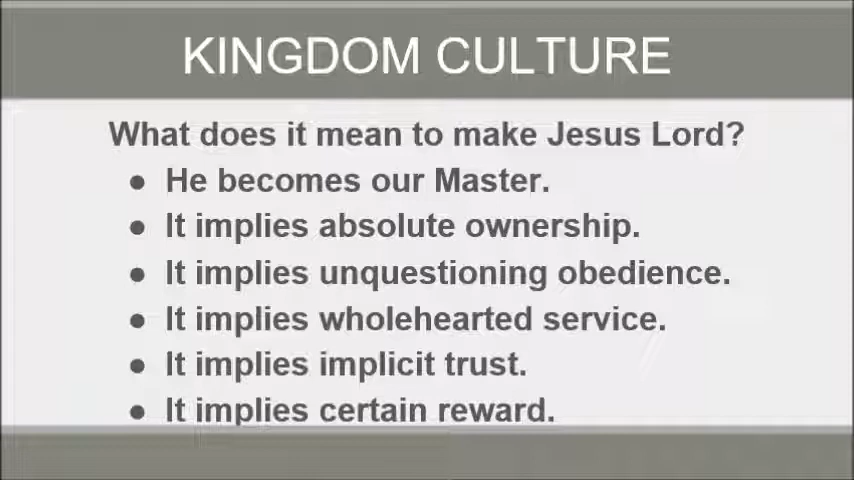 KINGDOM CULTURE
What does it mean to make Jesus Lord?
● He becomes our Master.
● It implies absolute ownership.
● It implies unquestioning obedience.
● It implies wholehearted service.
● It implies implicit trust.
● It implies certain reward.